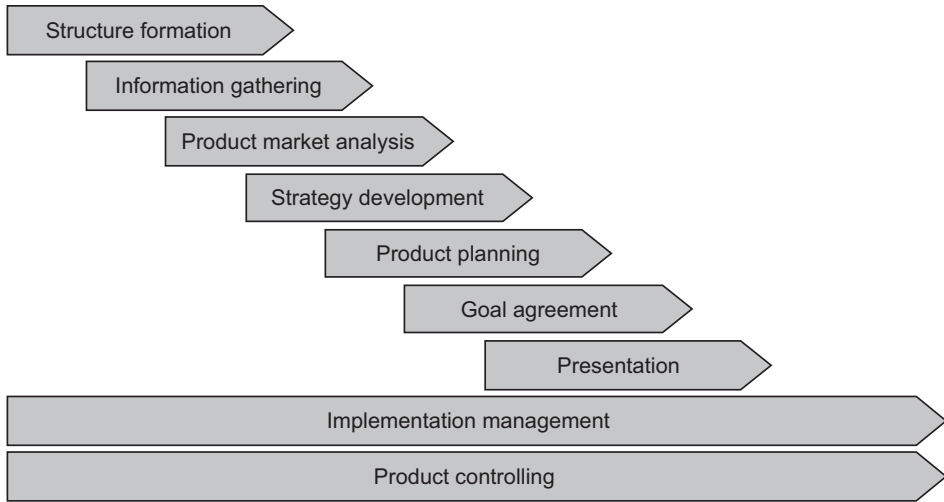 Structure formation
Information gathering
Product market analysis
Strategy development
Product planning
Goal agreement
Presentation
Implementation management
Product controlling